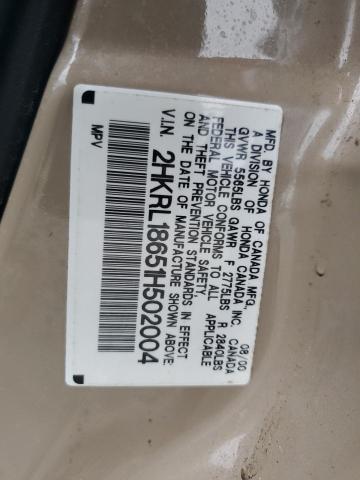 MFD. BY HONDA OF CANADA MFG.
A DIVISION OF HONDA CANADA INC. 08/00
GVWR 5565LBS GAWR F 2775LBS R 2840LBS
THIS VEHICLE CONFORMS TO ALL APPLICABLE CANADA
FEDERAL MOTOR VEHICLE SAFETY,
AND THEFT PREVENTION STANDARDS IN EFFECT
ON THE DATE OF MANUFACTURE SHOWN ABOVE.
V.I.N. 2HKRL18651H502004
MPV